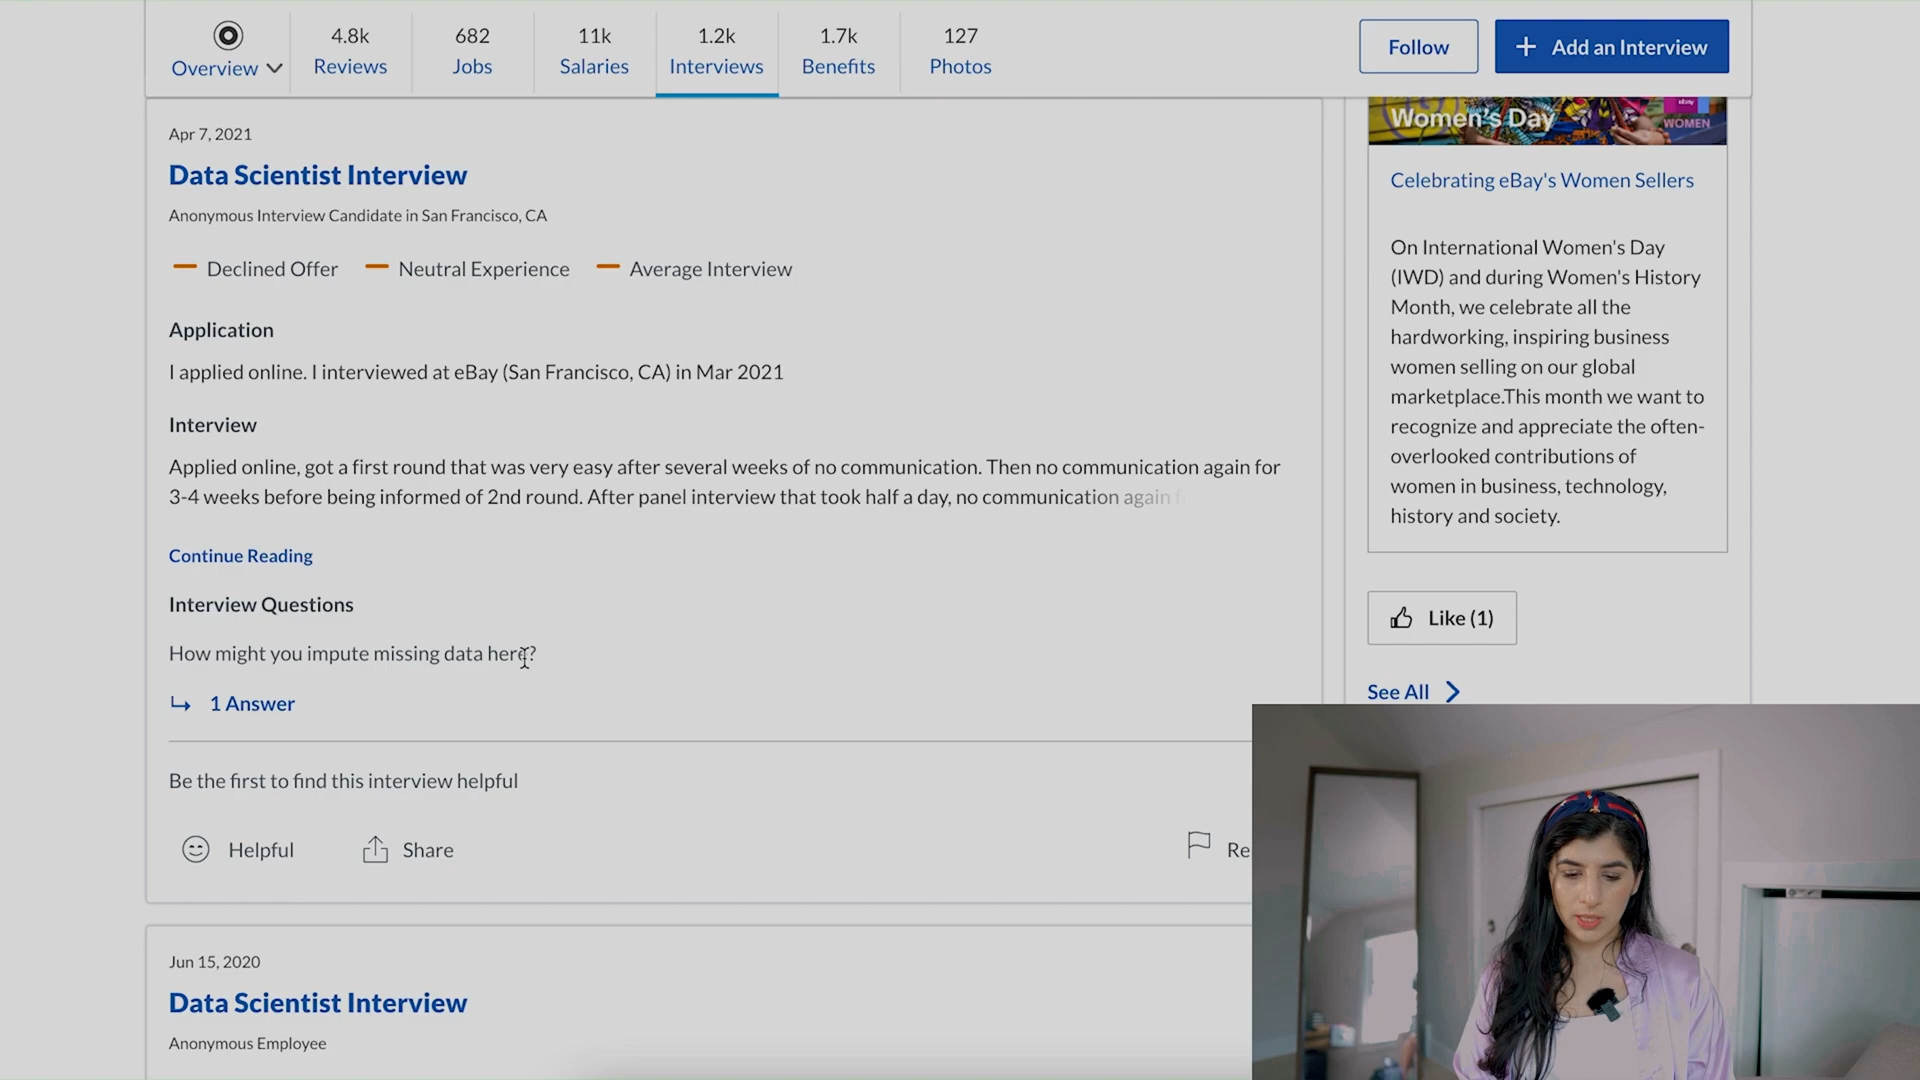 4.8k
682
11k
1.2k
1.7k
127
Overview
Reviews
Jobs
Salaries
Interviews
Benefits
Photos
Follow
+ Add an Interview
Apr 7, 2021
Data Scientist Interview
Anonymous Interview Candidate in San Francisco, CA
Declined Offer
Neutral Experience
Average Interview
Application
I applied online. I interviewed at eBay (San Francisco, CA) in Mar 2021
Interview
Applied online, got a first round that was very easy after several weeks of no communication. Then no communication again for
3-4 weeks before being informed of 2nd round. After panel interview that took half a day, no communication again
Continue Reading
Interview Questions
How might you impute missing data here?
1 Answer
Be the first to find this interview helpful
Helpful
Share
Re
Jun 15, 2020
Data Scientist Interview
Anonymous Employee
Women's Day
ebay
WOMEN
Celebrating eBay's Women Sellers
On International Women's Day
(IWD) and during Women's History
Month, we celebrate all the
hardworking, inspiring business
women selling on our global
marketplace.This month we want to
recognize and appreciate the often-
overlooked contributions of
women in business, technology,
history and society.
Like (1)
See All